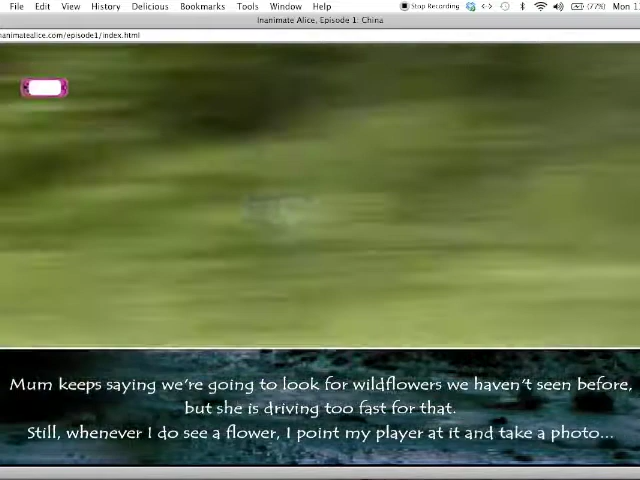 File Edit View History Delicious Bookmarks Tools Window Help Stop Recording (77%) Mon 1
Inanimate Alice, Episode 1: China
nanimatealice.com/episode1/index.html
Mum keeps saying we're going to look for wildflowers we haven't seen before,
but she is driving too fast for that.
Still, whenever I do see a flower, I point my player at it and take a photo...